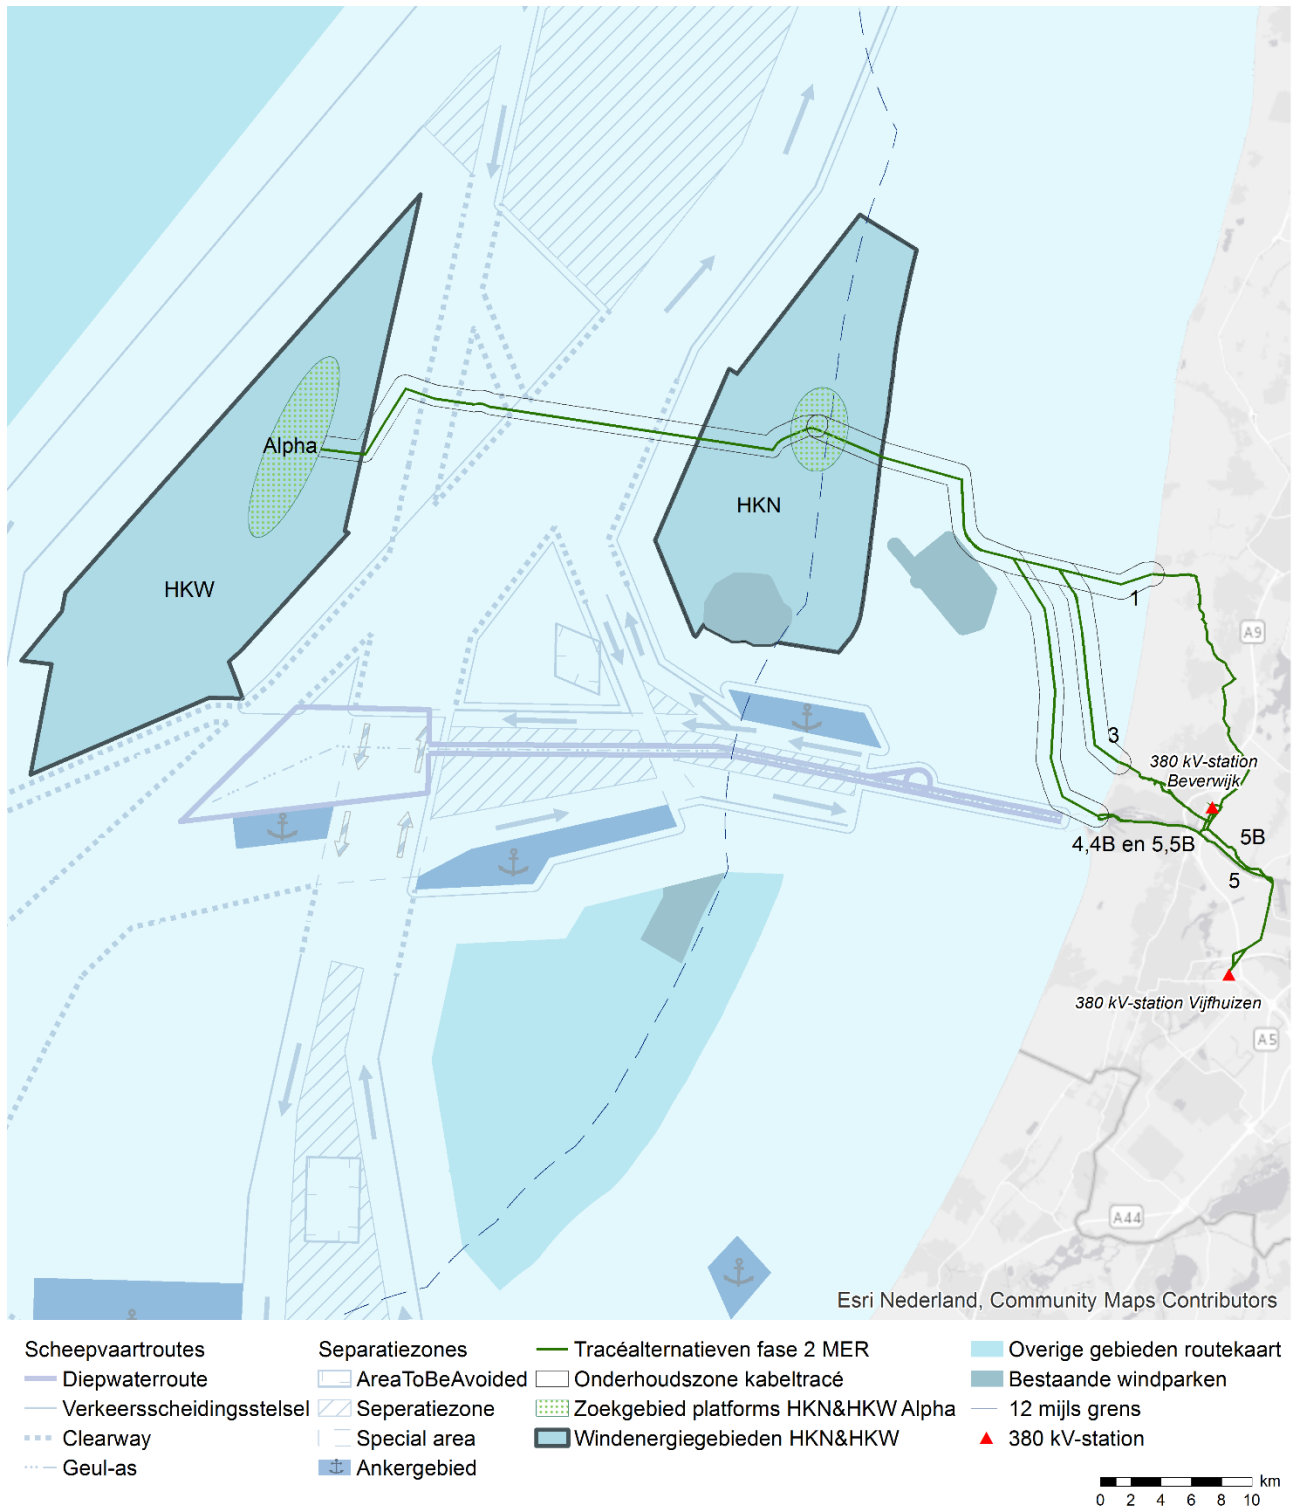 Alpha
HKN
HKW
1
A9
3
380 kV-station
Beverwijk
4,4B en 5,5B
5B
5
380 kV-station Vijfhuizen
A5
A44
Esri Nederland, Community Maps Contributors
Scheepvaartroutes
Diepwaterroute
Verkeersscheidingsstelsel
Clearway
Geul-as
Separatiezones
AreaToBeAvoided
Seperatiezone
Special area
Ankergebied
Tracéalternatieven fase 2 MER
Onderhoudszone kabeltracé
Zoekgebied platforms HKN&HKW Alpha
Windenergiegebieden HKN&HKW
Overige gebieden routekaart
Bestaande windparken
12 mijls grens
380 kV-station
km
0 2 4 6 8 10